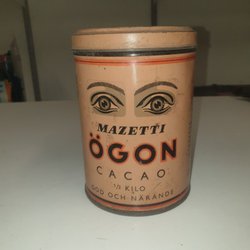 MAZETTI
ÖGON
CACAO
½ KILO
GOD OCH NÄRANDE